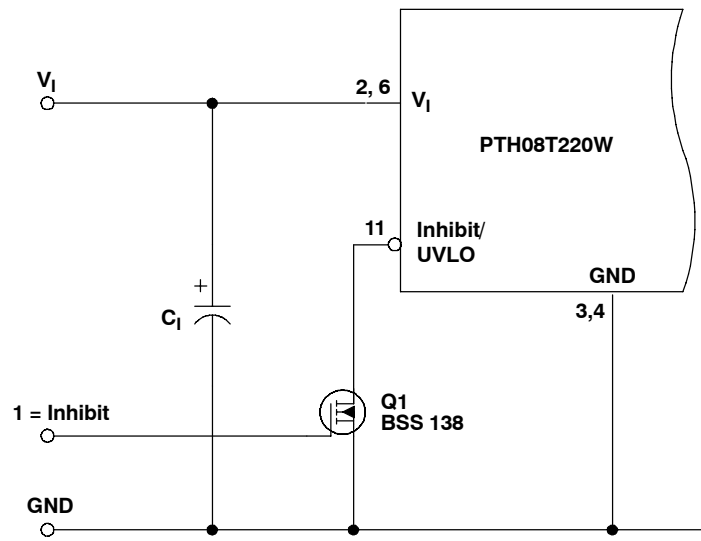 V_I
2, 6
V_I
PTH08T220W
11
Inhibit/
UVLO
GND
3,4
+
C_I
Q1
BSS 138
1 = Inhibit
GND